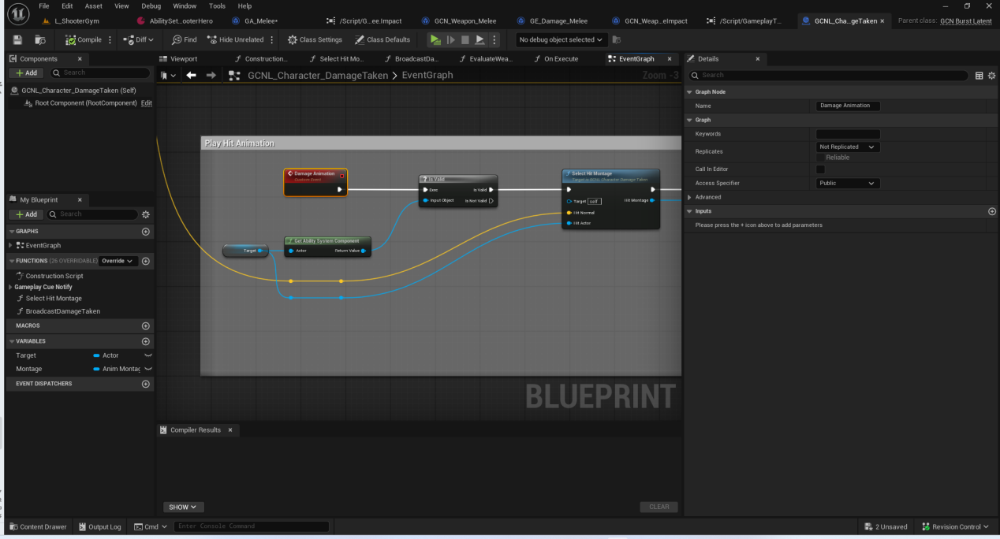 File Edit Asset View Debug Window Tools Help
L_ShooterGym AbilitySet...ooterHero GA_Melee• /Script/G...ee.Impact GCN_Weapon_Melee GE_Damage_Melee GCN_Weap...eImpact /Script/GameplayT... GCNL_Cha...geTaken × Parent class: GCN Burst Latent
Compile Diff Find Hide Unrelated Class Settings Class Defaults No debug object selected
Components × Viewport Construction... Select Hit Mo... BroadcastDa... EvaluateWea... On Execute EventGraph × Details ×
+ Add Search GCNL_Character_DamageTaken > EventGraph Zoom -3 Search
GCNL_Character_DamageTaken (Self)
Root Component (RootComponent) Edit
My Blueprint ×
+ Add Search
GRAPHS
EventGraph
FUNCTIONS (26 OVERRIDABLE) Override
Construction Script
Gameplay Cue Notify
Select Hit Montage
BroadcastDamageTaken
MACROS
VARIABLES
Target Actor
Montage Anim Montag
EVENT DISPATCHERS
Play Hit Animation
Damage Animation
Custom Event
? Is Valid
Exec Is Valid
Input Object Is Not Valid
Select Hit Montage
Target is GCNL Character Damage Taken
Target self Hit Montage
Hit Normal
Hit Actor
Get Ability System Component
Target Actor Return Value
BLUEPRINT
Graph Node
Name Damage Animation
Graph
Keywords
Replicates Not Replicated
Reliable
Call In Editor
Access Specifier Public
Advanced
Inputs
Please press the + icon above to add parameters
Compiler Results ×
SHOW CLEAR
Content Drawer Output Log Cmd Enter Console Command 2 Unsaved Revision Control